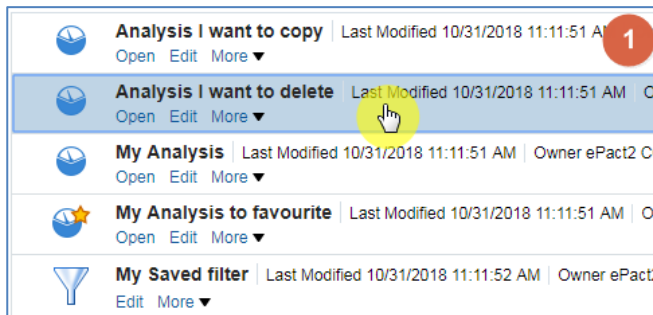 Analysis I want to copy Last Modified 10/31/2018 11:11:51 A 1
Open Edit More
Analysis I want to delete Last Modified 10/31/2018 11:11:51 AM O
Open Edit More
My Analysis Last Modified 10/31/2018 11:11:51 AM Owner ePact2 C
Open Edit More
My Analysis to favourite Last Modified 10/31/2018 11:11:51 AM O
Open Edit More
My Saved filter Last Modified 10/31/2018 11:11:52 AM Owner ePact2
Edit More